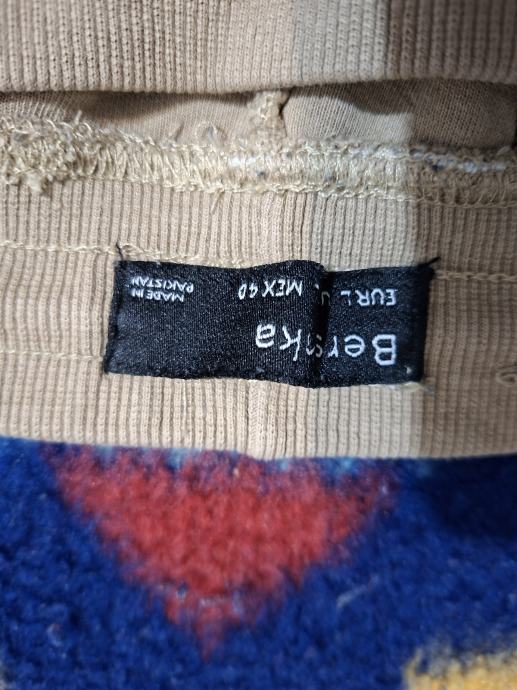 Bershka
EUR L MEX 40
MADE IN
PAKISTAN